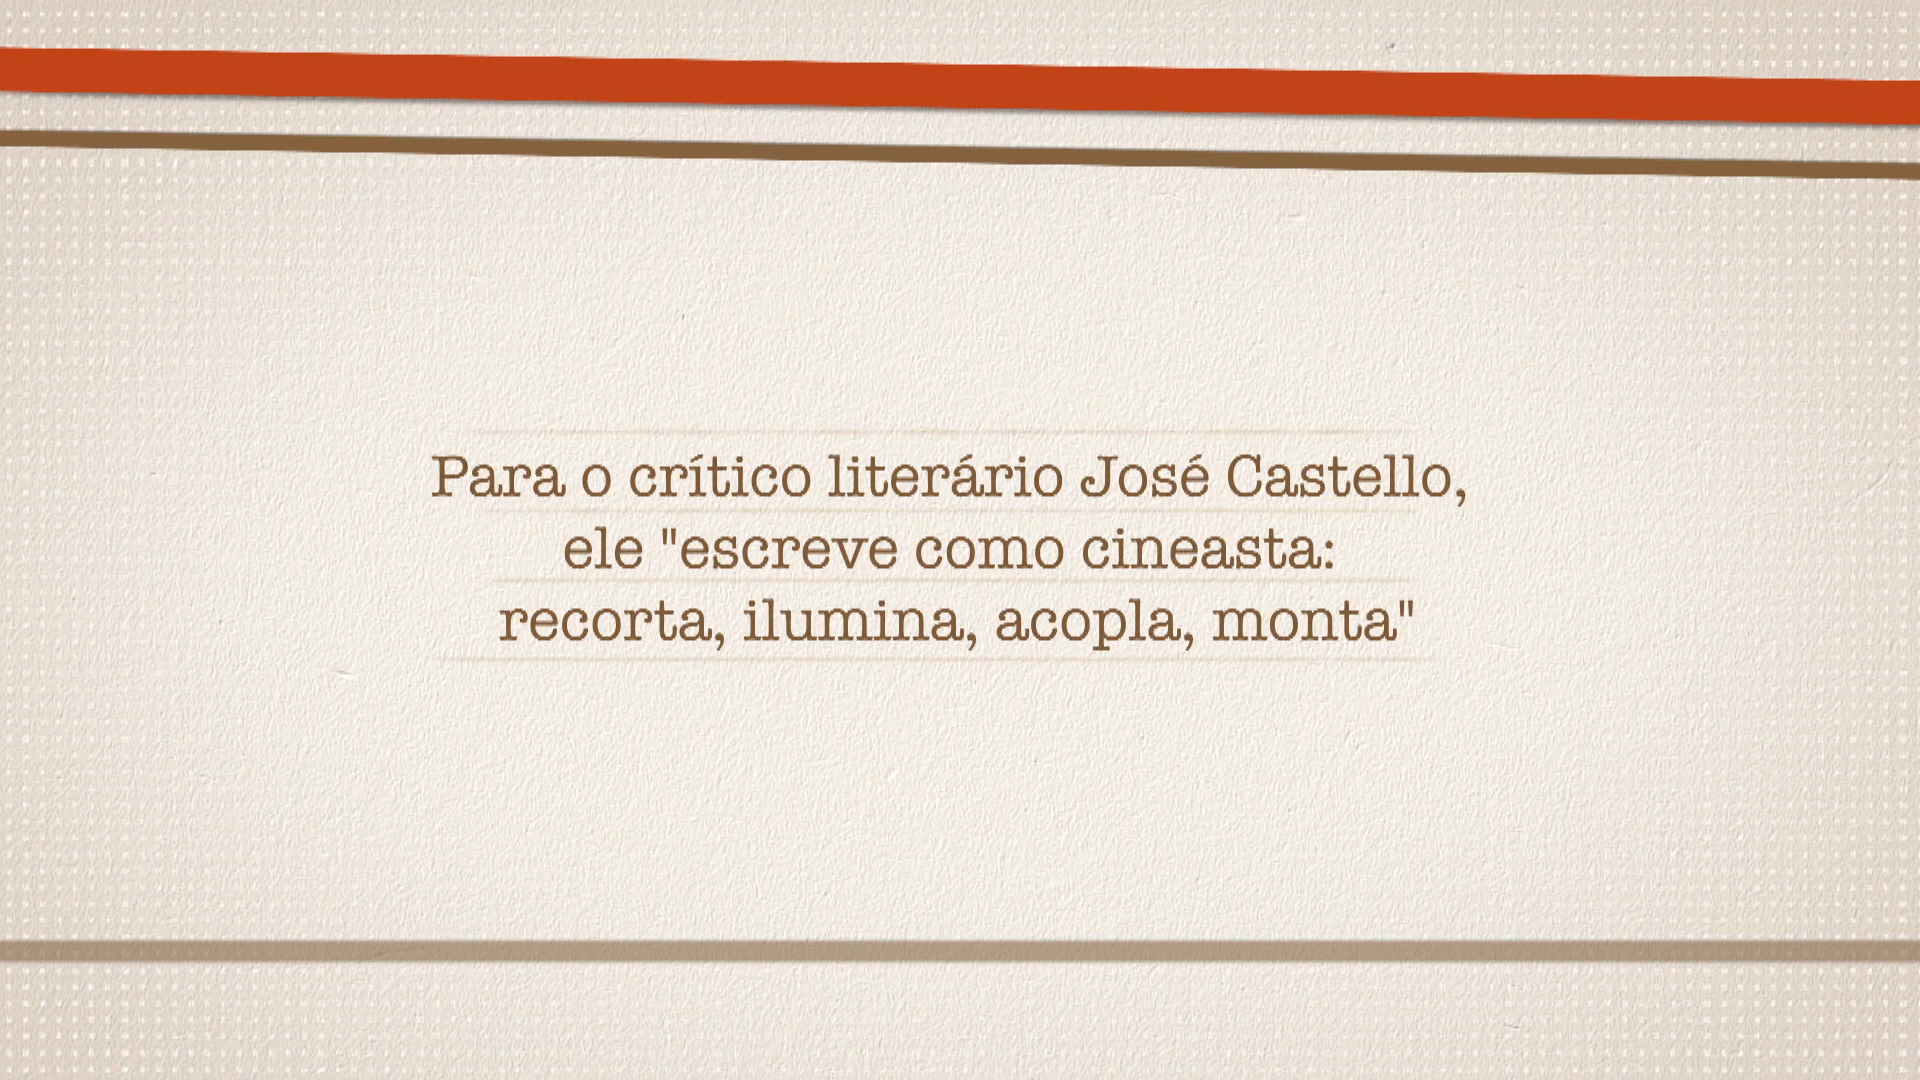 Para o crítico literário José Castello,
ele "escreve como cineasta:
recorta, ilumina, acopla, monta"